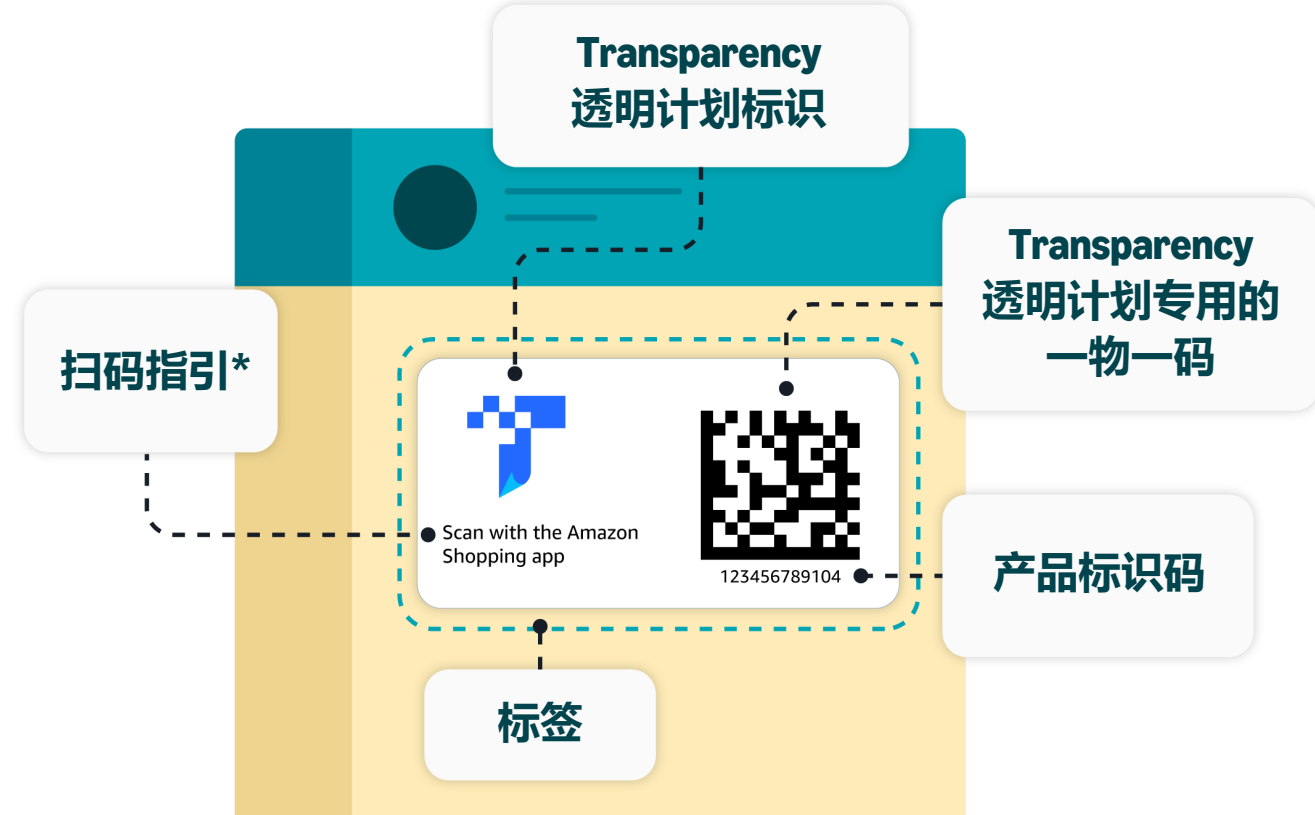 Transparency
透明计划标识
Transparency
透明计划专用的
一物一码
扫码指引*
Scan with the Amazon
Shopping app
123456789104
产品标识码
标签